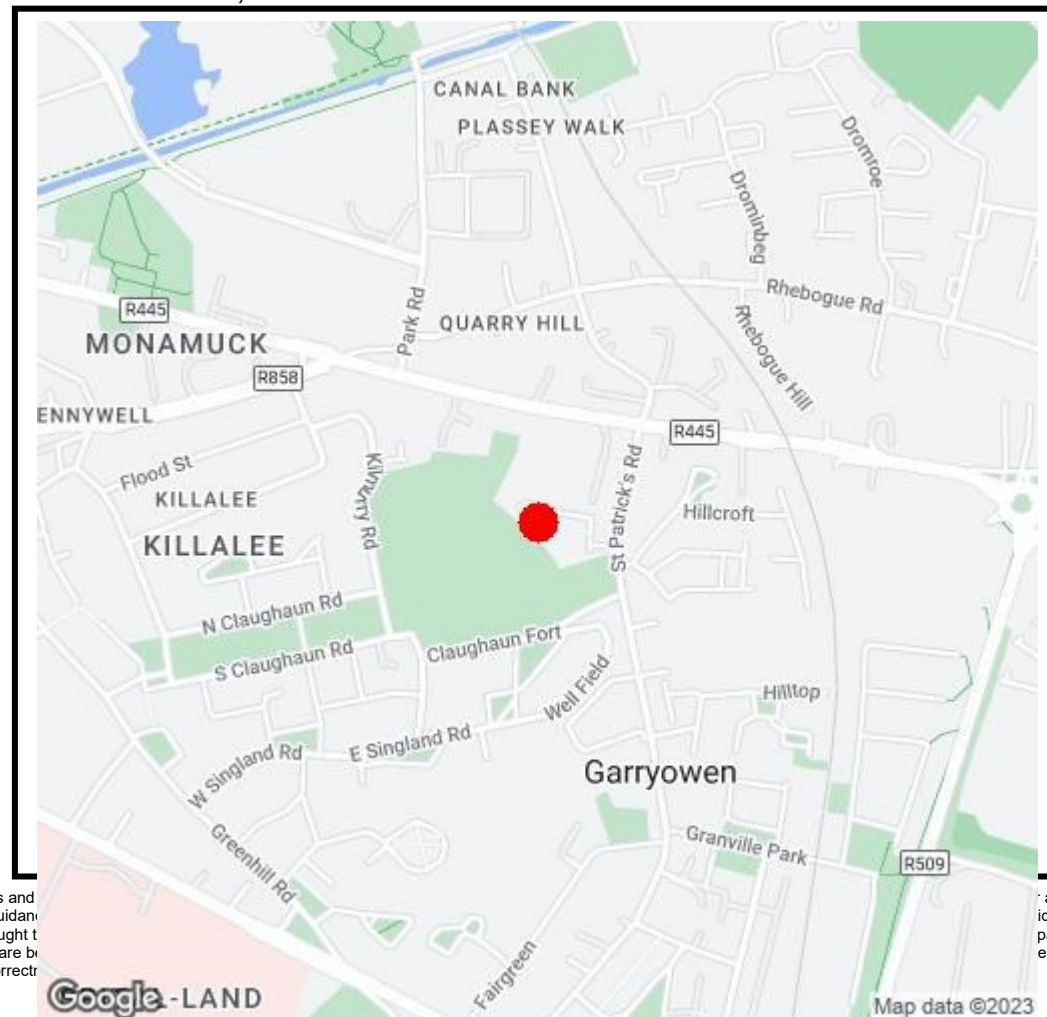 CANAL BANK
PLASSEY WALK
Dromroe
Drominbeg
R445
Park Rd
Rhebogue Rd
QUARRY HILL
MONAMUCK
Rhebogue Hill
R858
ENNYWELL
R445
Flood St
St Patrick's Rd
KILLALEE
Hillcroft
KILLALEE
N Claughaun Rd
S Claughaun Rd
Claughaun Fort
Well Field
Hilltop
E Singland Rd
W Singland Rd
Garryowen
Greenhill Rd
Granville Park
R509
s and
Fairgreen
Google
L-LAND
Map data ©2023